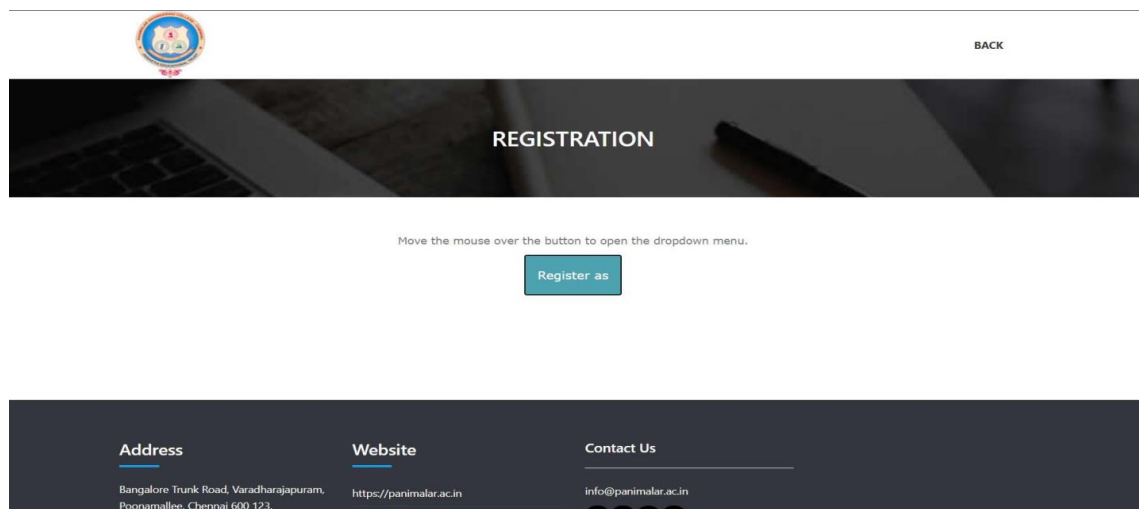 BACK
REGISTRATION
Move the mouse over the button to open the dropdown menu.
Register as
Address
Bangalore Trunk Road, Varadharajapuram,
Poonamallee, Chennai 600 123.
Website
https://panimalar.ac.in
Contact Us
info@panimalar.ac.in